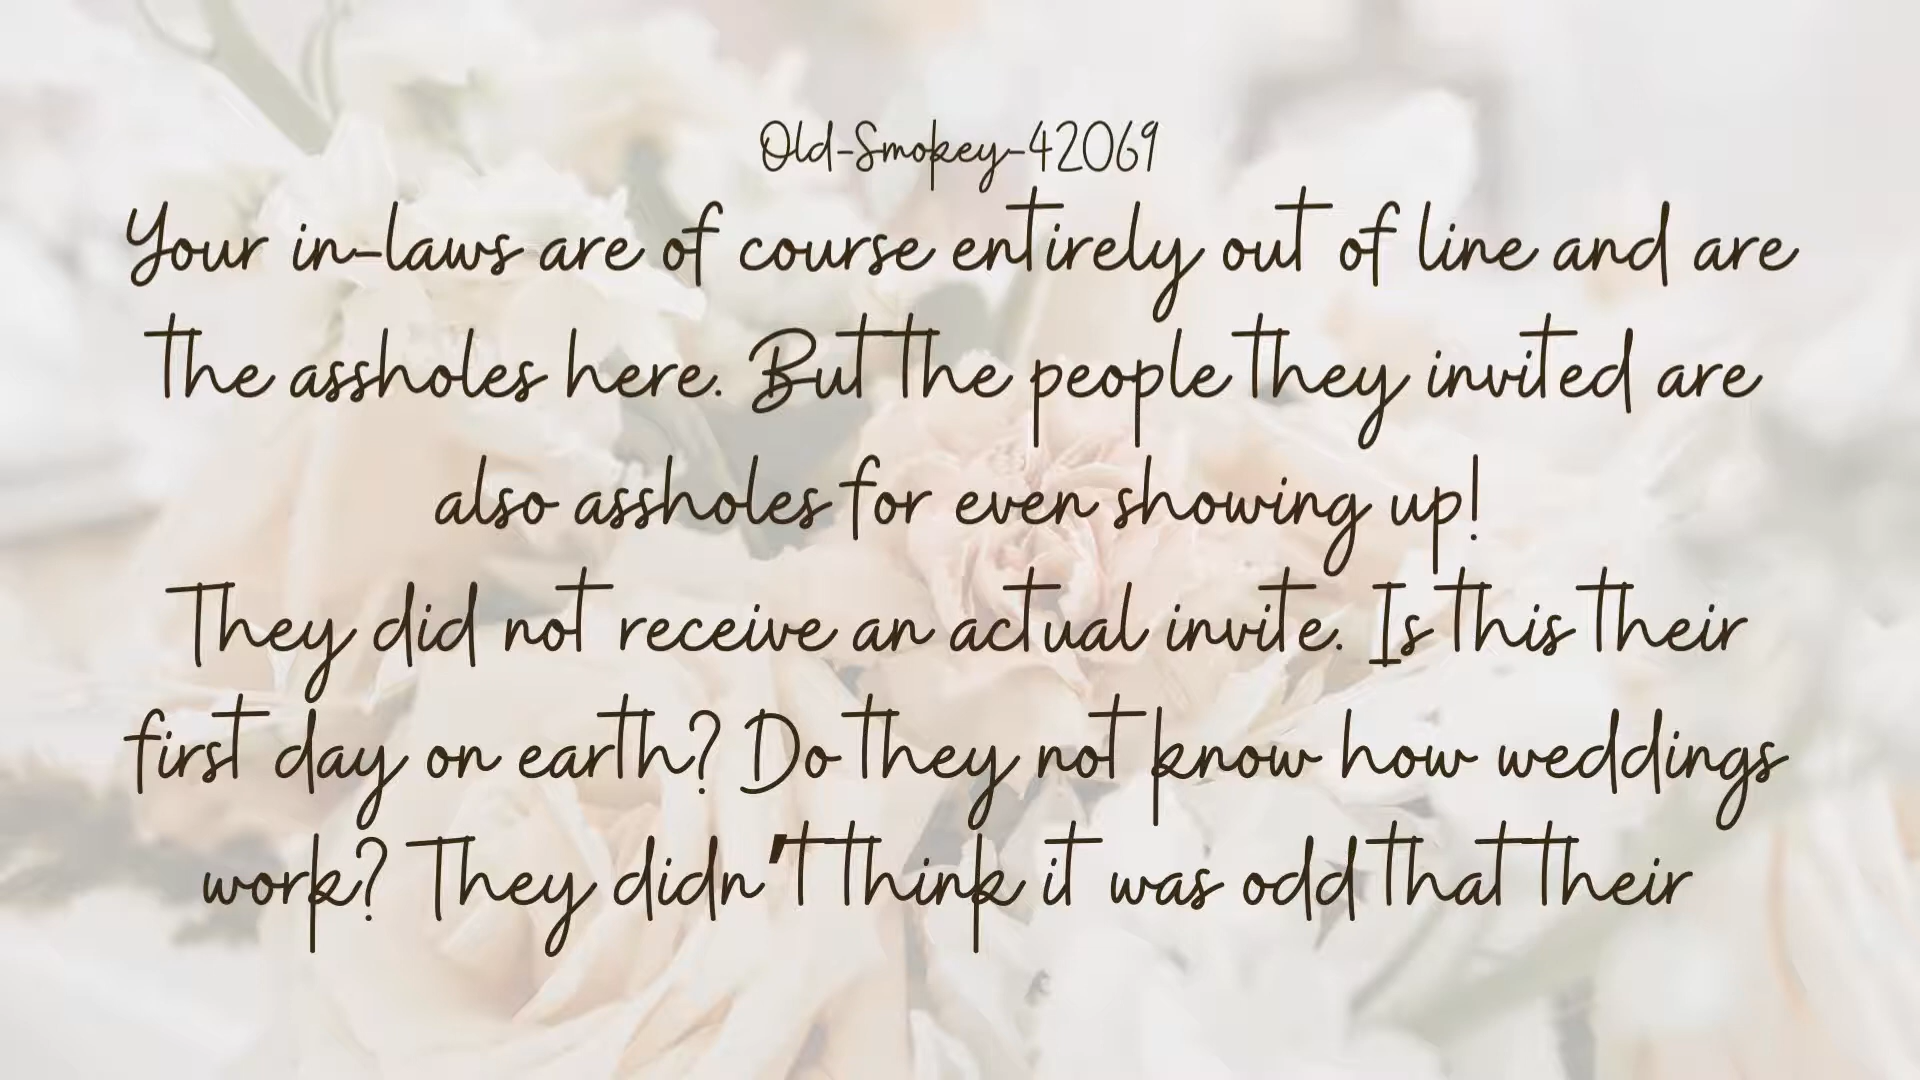 Old-Smokey-42069
Your in-laws are of course entirely out of line and are
the assholes here. But the people they invited are
also assholes for even showing up!
They did not receive an actual invite. Is this their
first day on earth? Do they not know how weddings
work? They didn't think it was odd that their